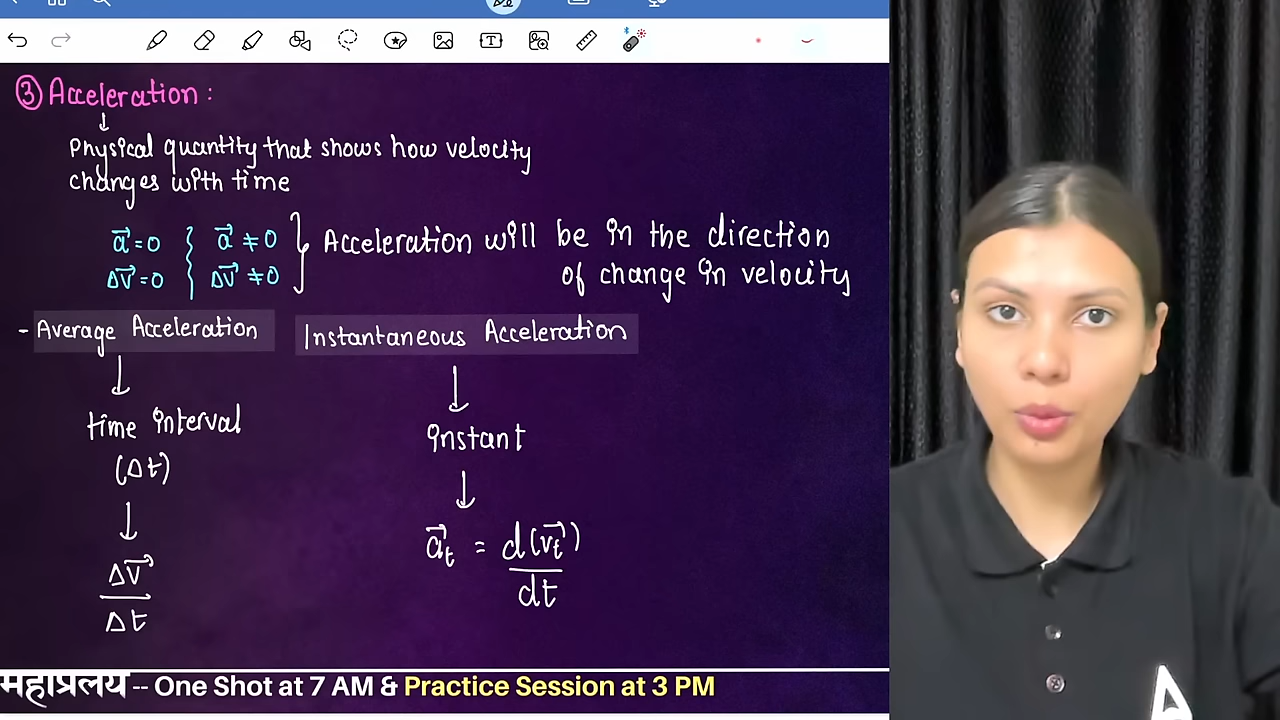 ③ Acceleration :
↓
Physical quantity that shows how velocity
changes with time
a⃗ = 0 a⃗ ≠ 0 Acceleration will be in the direction
ΔV⃗ = 0 ΔV⃗ ≠ 0 of change in velocity
- Average Acceleration Instantaneous Acceleration
↓ ↓
time interval instant
(Δt)
↓ ↓
ΔV⃗ / Δt
a⃗t = d(v⃗t) / dt
महाप्रलय -- One Shot at 7 AM & Practice Session at 3 PM